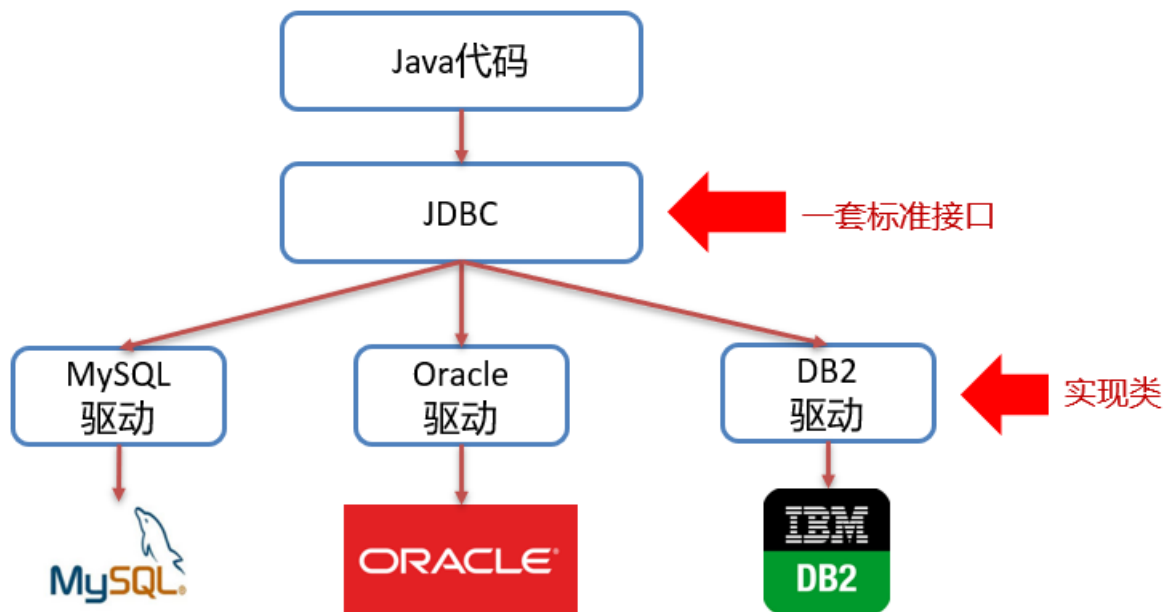 Java代码
JDBC
一套标准接口
MySQL
驱动
Oracle
驱动
DB2
驱动
实现类
MySQL®
ORACLE®
IBM
DB2